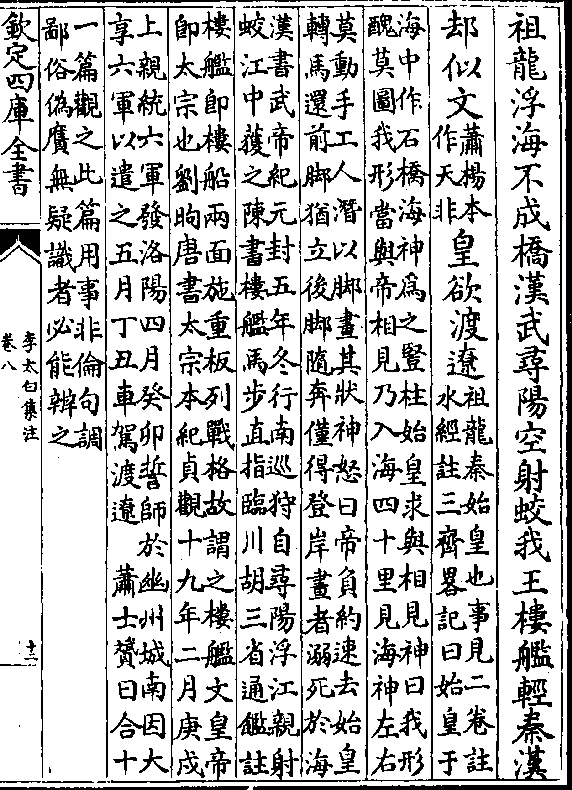 祖龍浮海不成橋漢武尋陽空射蛟我王樓艦輕秦漢
却似文蕭楊本作天非皇欲渡遼祖龍秦始皇也事見二卷註
水經註三齊畧記曰始皇于
海中作石橋海神為之豎柱始皇求與相見神曰我形
醜莫圖我形當與帝相見乃入海四十里見海神左右
莫動手工人潛以脚畫其狀神怒曰帝負約速去始皇
轉馬還前脚猶立後脚隨奔僅得登岸畫者溺死於海
漢書武帝紀元封五年冬行南巡狩自尋陽浮江親射
蛟江中獲之陳書樓艦馬步直指臨川胡三省通鑑註
樓艦即樓船兩面施重板列戰格故謂之樓艦文皇帝
即太宗也劉昫唐書太宗本紀貞觀十九年二月庚戌
上親統六軍發洛陽四月癸卯誓師於幽州城南因大
享六軍以遣之五月丁丑車駕渡遼 蕭士贇曰合十
一篇觀之此篇用事非倫句調
鄙俗偽贗無疑識者必能辨之
欽定四庫全書
李太白集注
卷八
十二